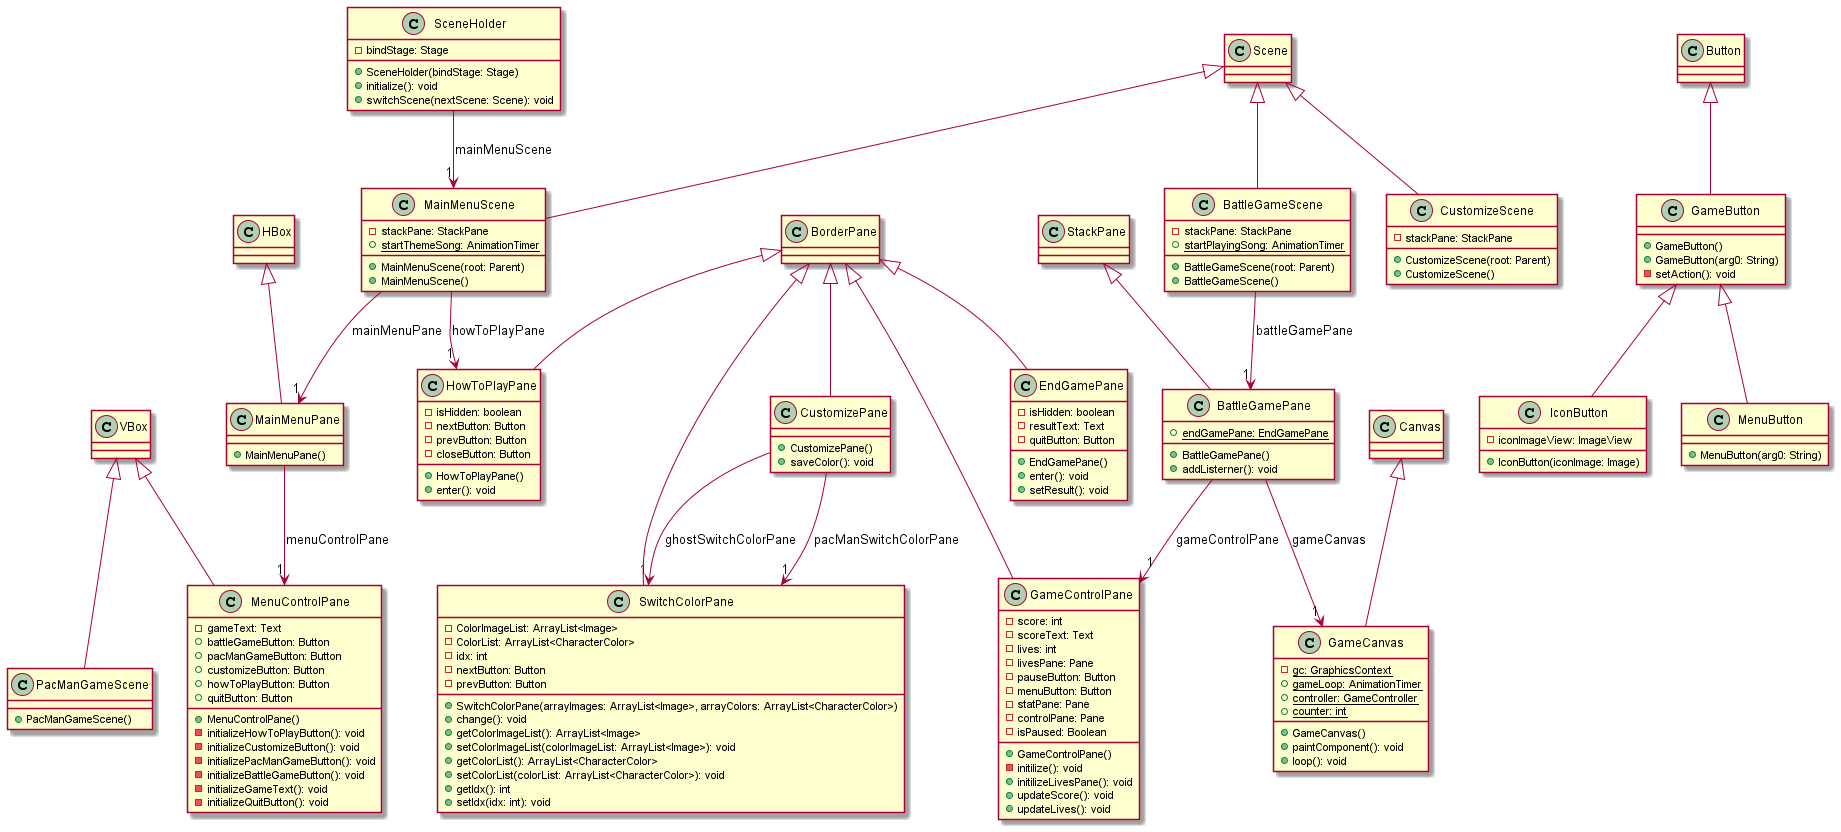 C SceneHolder
bindStage: Stage
SceneHolder(bindStage: Stage)
initialize(): void
switchScene(nextScene: Scene): void
C Scene
C Button
mainMenuScene
1
C MainMenuScene
stackPane: StackPane
startThemeSong: AnimationTimer
MainMenuScene(root: Parent)
MainMenuScene()
C BattleGameScene
stackPane: StackPane
startPlayingSong: AnimationTimer
BattleGameScene(root: Parent)
BattleGameScene()
C CustomizeScene
stackPane: StackPane
CustomizeScene(root: Parent)
CustomizeScene()
C GameButton
GameButton()
GameButton(arg0: String)
setAction(): void
C HBox
C BorderPane
C StackPane
mainMenuPane
1
howToPlayPane
1
battleGamePane
1
C VBox
C MainMenuPane
MainMenuPane()
C HowToPlayPane
isHidden: boolean
nextButton: Button
prevButton: Button
closeButton: Button
HowToPlayPane()
enter(): void
C CustomizePane
CustomizePane()
saveColor(): void
C EndGamePane
isHidden: boolean
resultText: Text
quitButton: Button
EndGamePane()
enter(): void
setResult(): void
C BattleGamePane
endGamePane: EndGamePane
BattleGamePane()
addListerner(): void
C Canvas
C IconButton
iconImageView: ImageView
IconButton(iconImage: Image)
C MenuButton
MenuButton(arg0: String)
menuControlPane
1
ghostSwitchColorPane
1
pacManSwitchColorPane
1
gameControlPane
1
gameCanvas
1
C PacManGameScene
PacManGameScene()
C MenuControlPane
gameText: Text
battleGameButton: Button
pacManGameButton: Button
customizeButton: Button
howToPlayButton: Button
quitButton: Button
MenuControlPane()
initializeHowToPlayButton(): void
initializeCustomizeButton(): void
initializePacManGameButton(): void
initializeBattleGameButton(): void
initializeGameText(): void
initializeQuitButton(): void
C SwitchColorPane
ColorImageList: ArrayList<Image>
ColorList: ArrayList<CharacterColor>
idx: int
nextButton: Button
prevButton: Button
SwitchColorPane(arrayImages: ArrayList<Image>, arrayColors: ArrayList<CharacterColor>)
change(): void
getColorImageList(): ArrayList<Image>
setColorImageList(colorImageList: ArrayList<Image>): void
getColorList(): ArrayList<CharacterColor>
setColorList(colorList: ArrayList<CharacterColor>): void
getIdx(): int
setIdx(idx: int): void
C GameControlPane
score: int
scoreText: Text
lives: int
livesPane: Pane
pauseButton: Button
menuButton: Button
statPane: Pane
controlPane: Pane
isPaused: Boolean
GameControlPane()
initilize(): void
initilizeLivesPane(): void
updateScore(): void
updateLives(): void
C GameCanvas
gc: GraphicsContext
gameLoop: AnimationTimer
controller: GameController
counter: int
GameCanvas()
paintComponent(): void
loop(): void